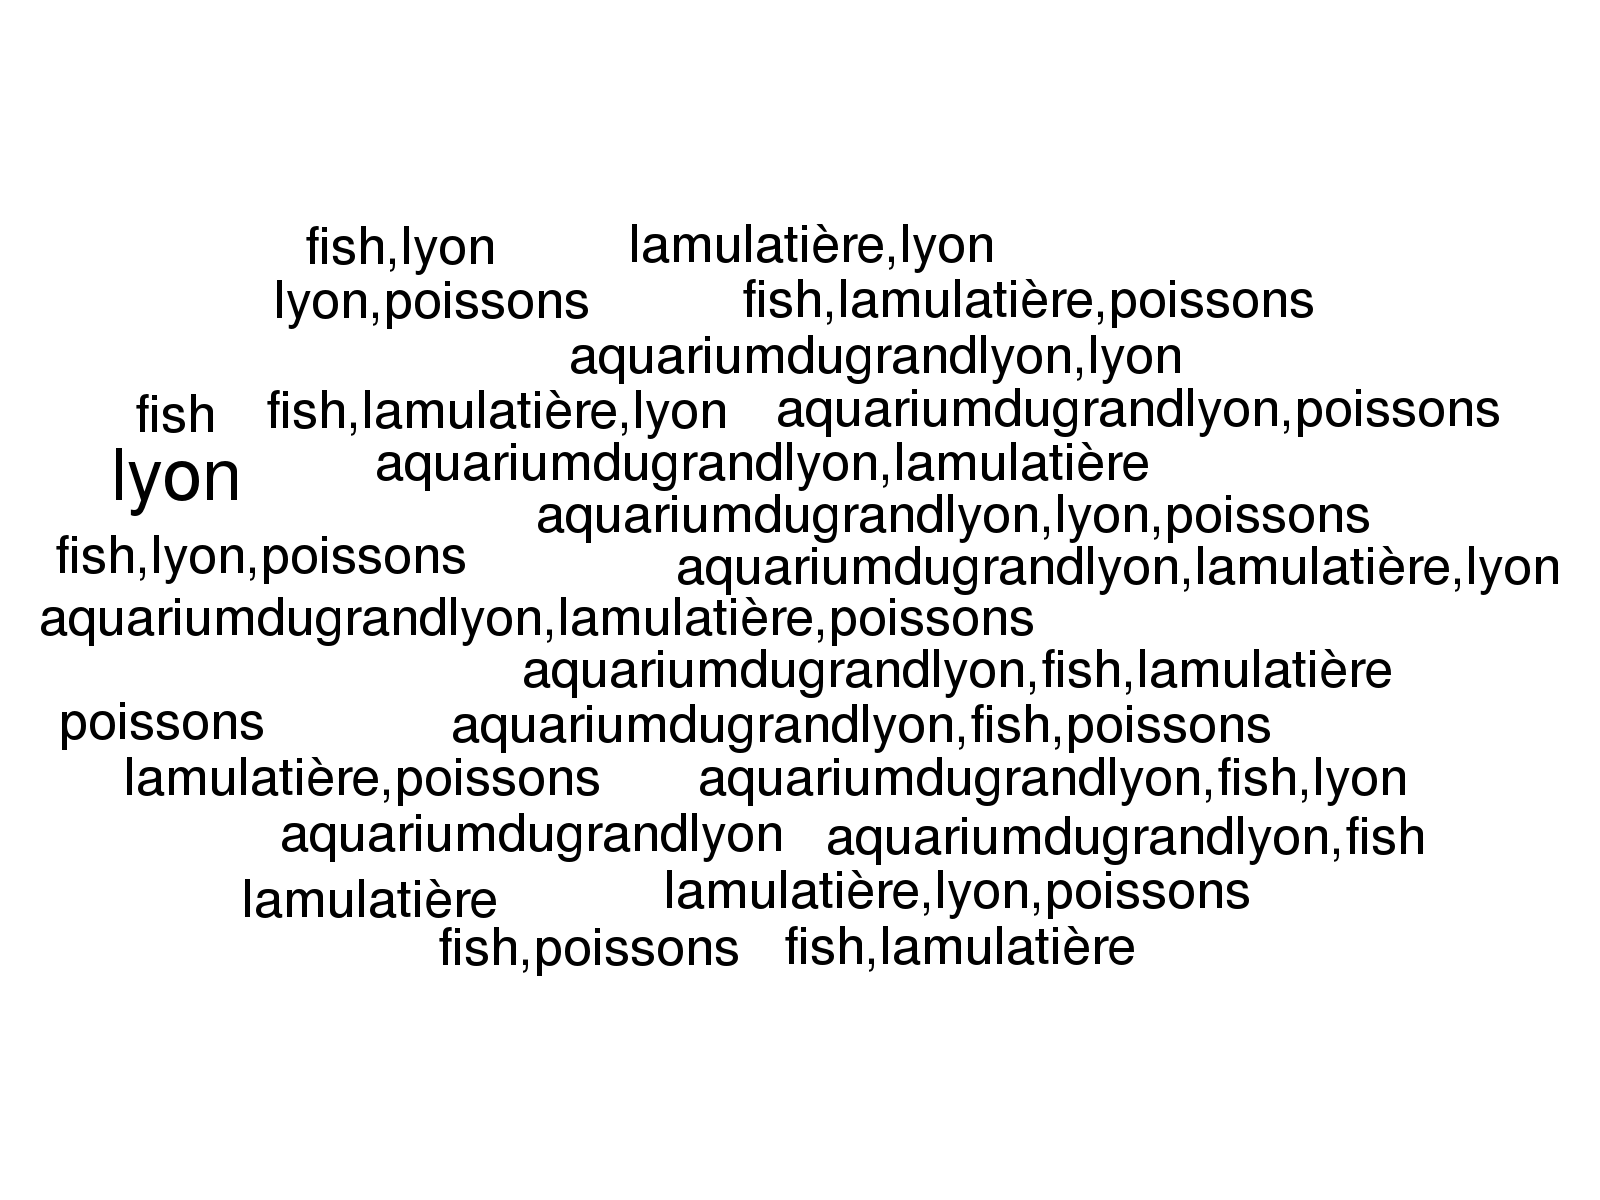 fish,lyon lamulatière,lyon
lyon,poissons fish,lamulatière,poissons
aquariumdugrandlyon,lyon
fish fish,lamulatière,lyon aquariumdugrandlyon,poissons
lyon aquariumdugrandlyon,lamulatière
aquariumdugrandlyon,lyon,poissons
fish,lyon,poissons aquariumdugrandlyon,lamulatière,lyon
aquariumdugrandlyon,lamulatière,poissons
aquariumdugrandlyon,fish,lamulatière
poissons aquariumdugrandlyon,fish,poissons
lamulatière,poissons aquariumdugrandlyon,fish,lyon
aquariumdugrandlyon aquariumdugrandlyon,fish
lamulatière lamulatière,lyon,poissons
fish,poissons fish,lamulatière